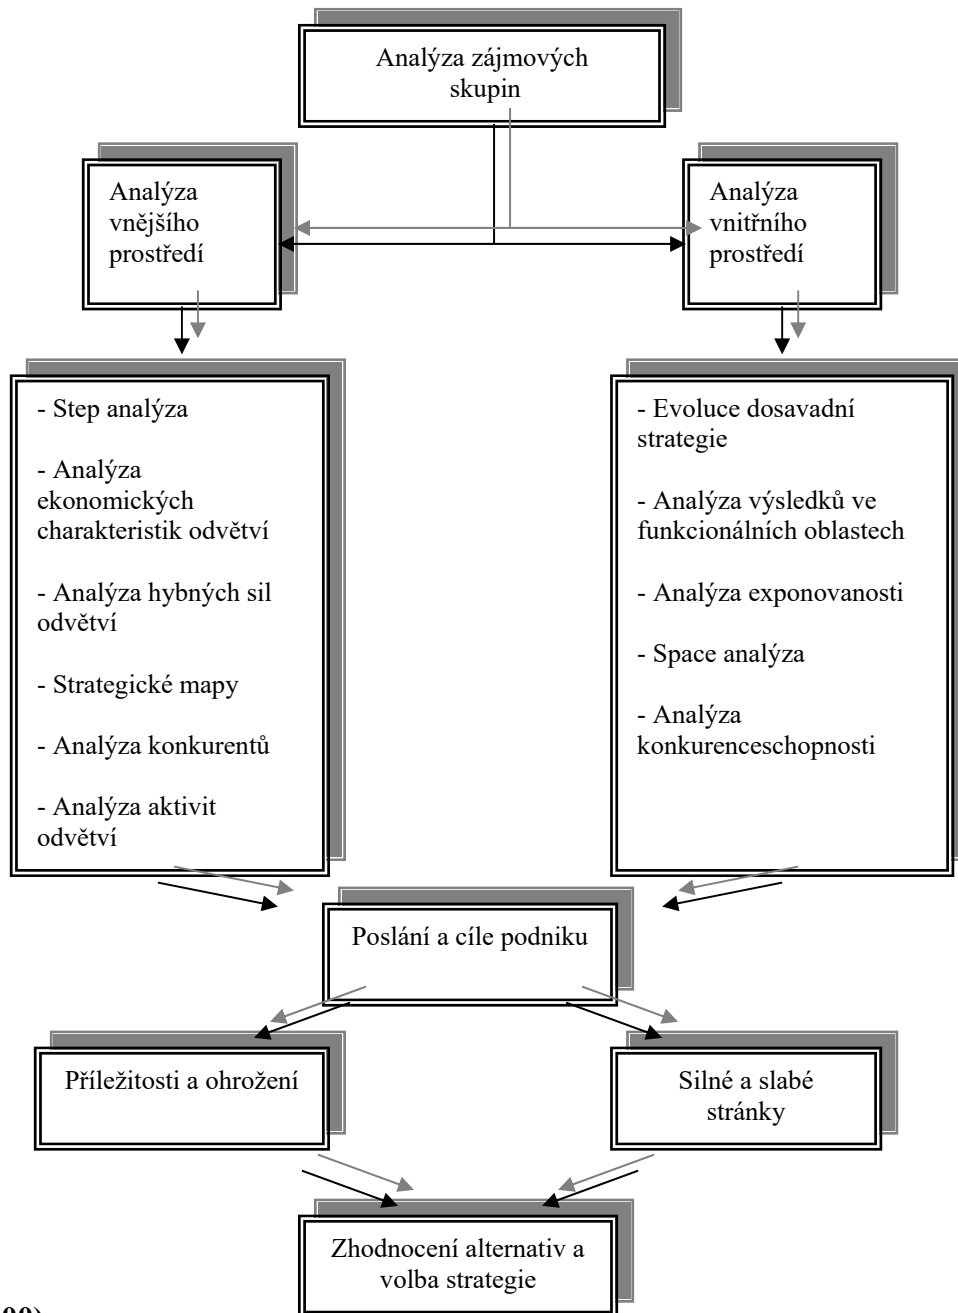 Analýza zájmových
skupin
Analýza
vnějšího
prostředí
Analýza
vnitřního
prostředí
- Step analýza
- Analýza
ekonomických
charakteristik odvětví
- Analýza hybných sil
odvětví
- Strategické mapy
- Analýza konkurentů
- Analýza aktivit
odvětví
- Evoluce dosavadní
strategie
- Analýza výsledků ve
funkcionálních oblastech
- Analýza exponovanosti
- Space analýza
- Analýza
konkurenceschopnosti
Poslání a cíle podniku
Příležitosti a ohrožení
Silné a slabé
stránky
Zhodnocení alternativ a
volba strategie